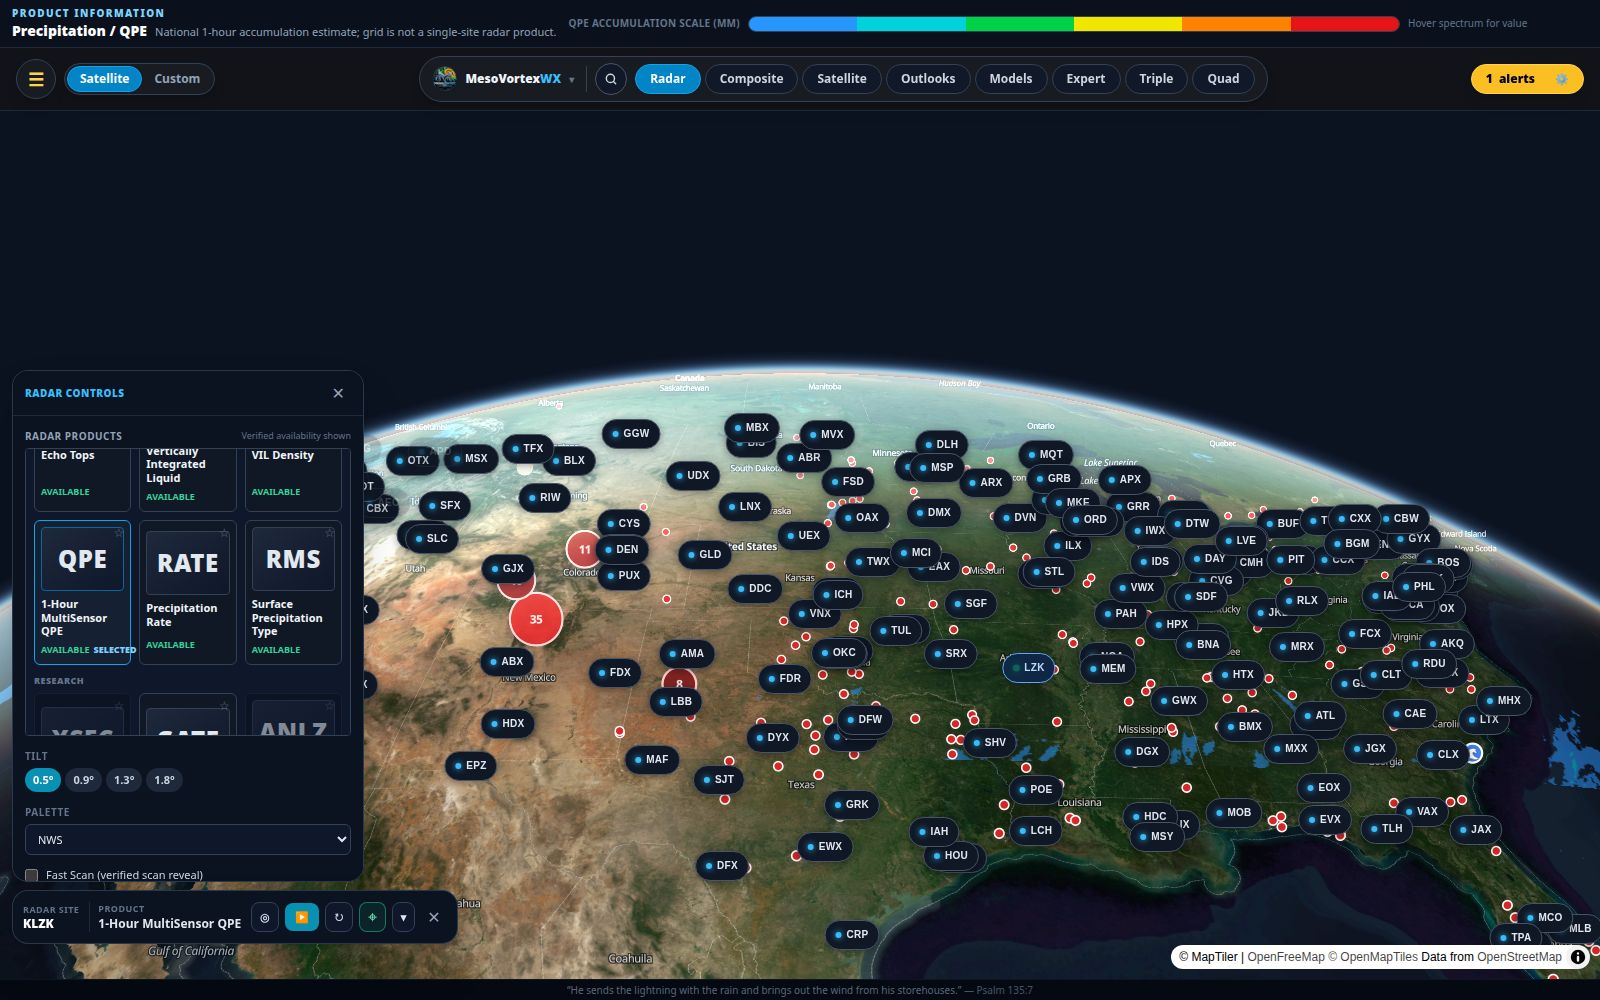 PRODUCT INFORMATION
Precipitation / QPE National 1-hour accumulation estimate; grid is not a single-site radar product.
QPE ACCUMULATION SCALE (MM)
Hover spectrum for value
Satellite Custom
MesoVortexWX
Radar Composite Satellite Outlooks Models Expert Triple Quad
1 alerts
RADAR CONTROLS
RADAR PRODUCTS Verified availability shown
Echo Tops
AVAILABLE
Vertically
Integrated
Liquid
AVAILABLE
VIL Density
AVAILABLE
QPE
1-Hour
MultiSensor
QPE
AVAILABLE SELECTED
RATE
Precipitation
Rate
AVAILABLE
RMS
Surface
Precipitation
Type
AVAILABLE
RESEARCH
TILT
0.5° 0.9° 1.3° 1.8°
PALETTE
NWS
Fast Scan (verified scan reveal)
RADAR SITE
KLZK
PRODUCT
1-Hour MultiSensor QPE
Canada
Saskatchewan
Manitoba
Hudson Bay
Alberta
British Columbia
Ontario
Quebec
GGW
MBX
MVX
TFX
BLX
MSX
OTX
ABR
DLH
MSP
MQT
Lake Superior
UDX
South Dakota
FSD
ARX
GRB
APX
RIW
SFX
CBX
LNX
OAX
DMX
DVN
MKE
ORD
GRR
IWX
DTW
BUF
CXX
CBW
GYX
SLC
CYS
DEN
11
GLD
UEX
MCI
TWX
ILX
IDS
DAY
LVE
CMH
PIT
BGM
BOS
Nova Scotia
Utah
GJX
Colorado
PUX
DDC
Kansas
ICH
Missouri
STL
VWX
CVG
SDF
RLX
PHL
35
VNX
TUL
SGF
PAH
HPX
FCX
Virginia
AKQ
ABX
New Mexico
FDX
AMA
8
LBB
OKC
FDR
SRX
LZK
MEM
BNA
HTX
MRX
CLT
RDU
MHX
HDX
DYX
DFW
SHV
GWX
Mississippi
DGX
BMX
ATL
MXX
CAE
JGX
CLX
LTX
EPZ
MAF
SJT
Texas
GRK
POE
Louisiana
EOX
HDC
MSY
MOB
EVX
TLH
VAX
JAX
DFX
EWX
IAH
HOU
LCH
CRP
MCO
MLB
TPA
Gulf of California
Coahuila
© MapTiler | OpenFreeMap © OpenMapTiles Data from OpenStreetMap
“He sends the lightning with the rain and brings out the wind from his storehouses.” — Psalm 135:7